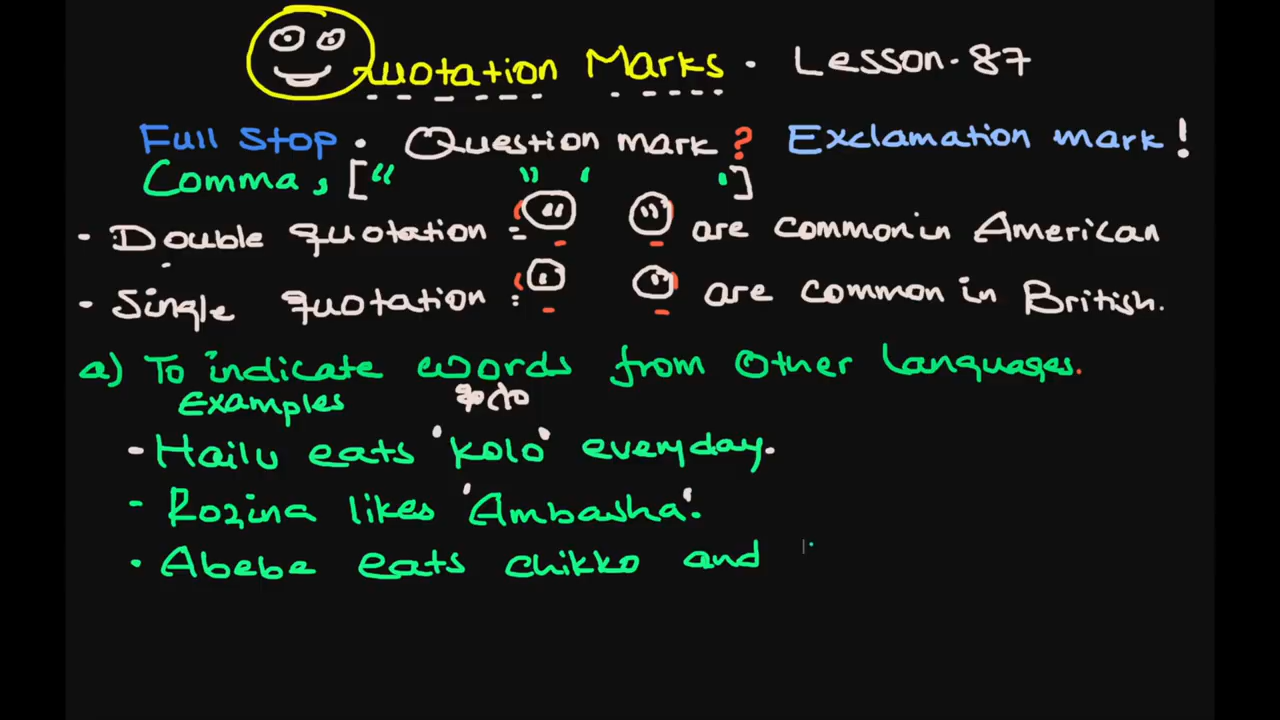 Quotation Marks. Lesson-87
Full Stop. Question mark ? Exclamation mark!
Comma, [“ ” ‘ ’]
- Double quotation = “ ” are common in American
- Single quotation : ‘ ’ are common in British.
a) To indicate words from other languages.
Examples
- Hailu eats 'kolo' everyday.
- Rozina likes 'Ambasha'.
- Abebe eats chikko and